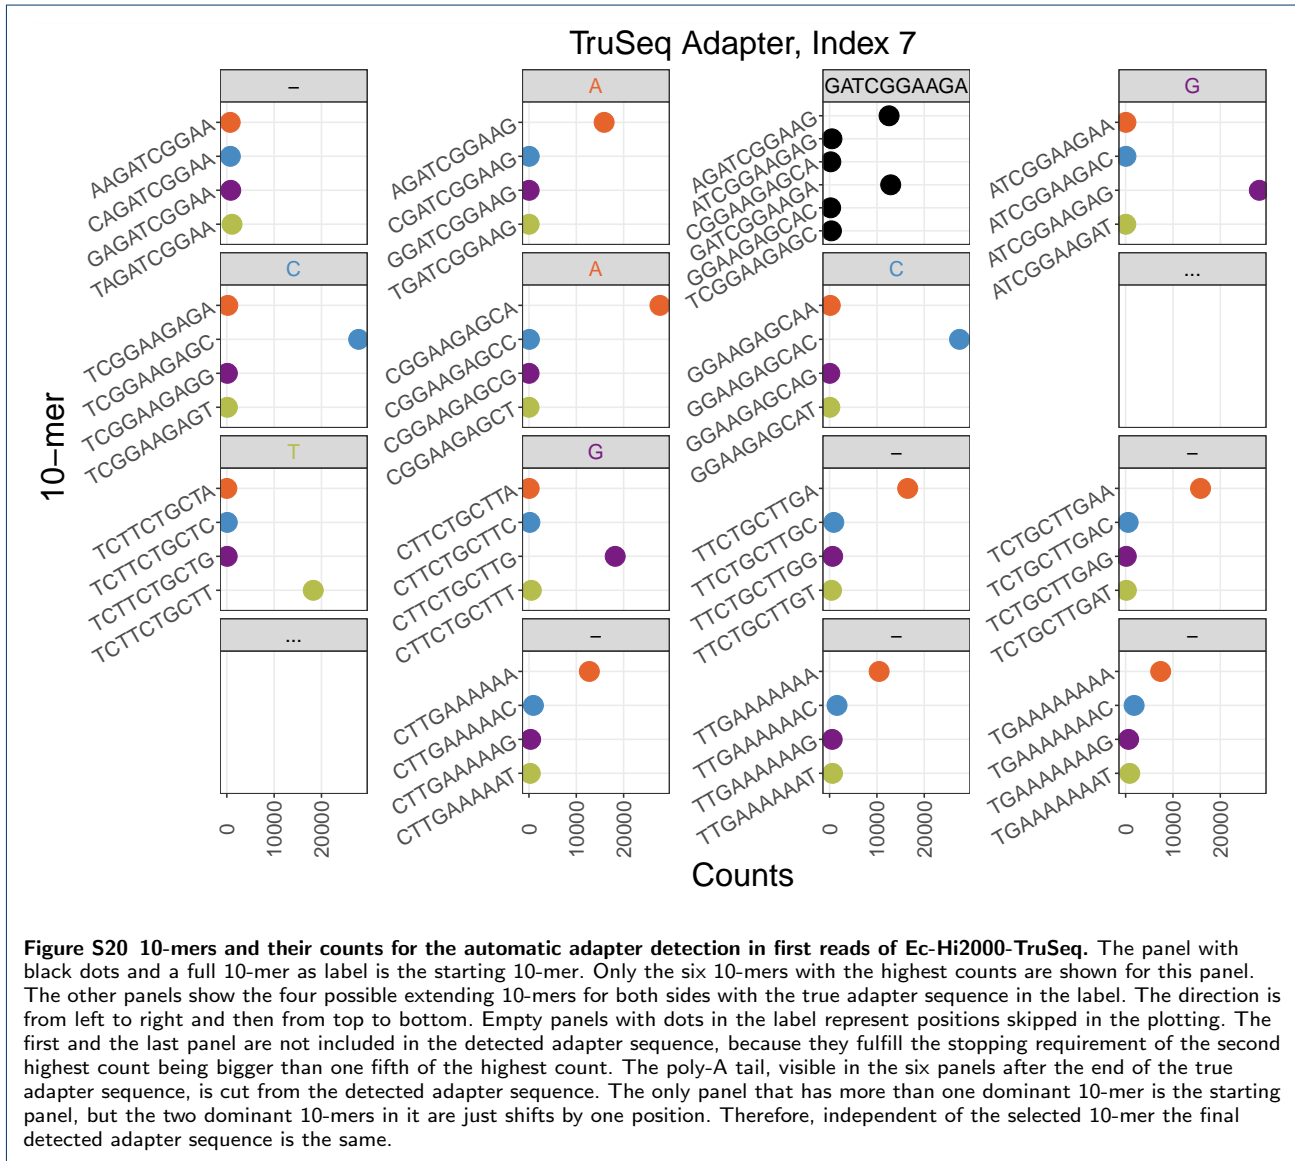 TruSeq Adapter, Index 7
–
A
GATCGGAAGA
G
AAGATCGGAA
CAGATCGGAA
GAGATCGGAA
TAGATCGGAA
AGATCGGAAG
CGATCGGAAG
GGATCGGAAG
TGATCGGAAG
AGATCGGAAG
ATCGGAAGAG
CGGAAGAGCA
GATCGGAAGA
GGAAGAGCAC
TCGGAAGAGC
ATCGGAAGAA
ATCGGAAGAC
ATCGGAAGAG
ATCGGAAGAT
C
A
C
...
TCGGAAGAGA
TCGGAAGAGC
TCGGAAGAGG
TCGGAAGAGT
CGGAAGAGCA
CGGAAGAGCC
CGGAAGAGCG
CGGAAGAGCT
GGAAGAGCAA
GGAAGAGCAC
GGAAGAGCAG
GGAAGAGCAT
T
G
–
–
TCTTCTGCTA
TCTTCTGCTC
TCTTCTGCTG
TCTTCTGCTT
CTTCTGCTTA
CTTCTGCTTC
CTTCTGCTTG
CTTCTGCTTT
TTCTGCTTGA
TTCTGCTTGC
TTCTGCTTGG
TTCTGCTTGT
TCTGCTTGAA
TCTGCTTGAC
TCTGCTTGAG
TCTGCTTGAT
...
–
–
–
CTTGAAAAAA
CTTGAAAAAC
CTTGAAAAAG
CTTGAAAAAT
TTGAAAAAAA
TTGAAAAAAC
TTGAAAAAAG
TTGAAAAAAT
TGAAAAAAAA
TGAAAAAAAC
TGAAAAAAAG
TGAAAAAAAT
0 10000 20000
0 10000 20000
0 10000 20000
0 10000 20000
10−mer
Counts
Figure S20 10-mers and their counts for the automatic adapter detection in first reads of Ec-Hi2000-TruSeq. The panel with
black dots and a full 10-mer as label is the starting 10-mer. Only the six 10-mers with the highest counts are shown for this panel.
The other panels show the four possible extending 10-mers for both sides with the true adapter sequence in the label. The direction is
from left to right and then from top to bottom. Empty panels with dots in the label represent positions skipped in the plotting. The
first and the last panel are not included in the detected adapter sequence, because they fulfill the stopping requirement of the second
highest count being bigger than one fifth of the highest count. The poly-A tail, visible in the six panels after the end of the true
adapter sequence, is cut from the detected adapter sequence. The only panel that has more than one dominant 10-mer is the starting
panel, but the two dominant 10-mers in it are just shifts by one position. Therefore, independent of the selected 10-mer the final
detected adapter sequence is the same.